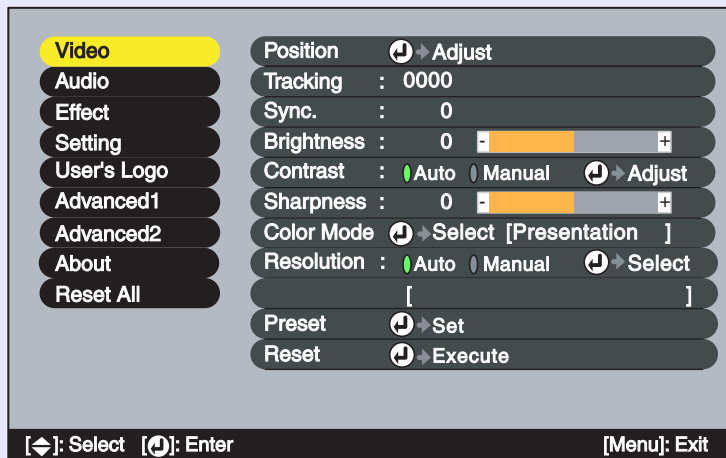 Video
Audio
Effect
Setting
User's Logo
Advanced1
Advanced2
About
Reset All
Position Adjust
Tracking : 0000
Sync. : 0
Brightness : 0 - +
Contrast : Auto Manual Adjust
Sharpness : 0 - +
Color Mode Select [Presentation ]
Resolution : Auto Manual Select
[ ]
Preset Set
Reset Execute
[ ]: Select [ ]: Enter [Menu]: Exit